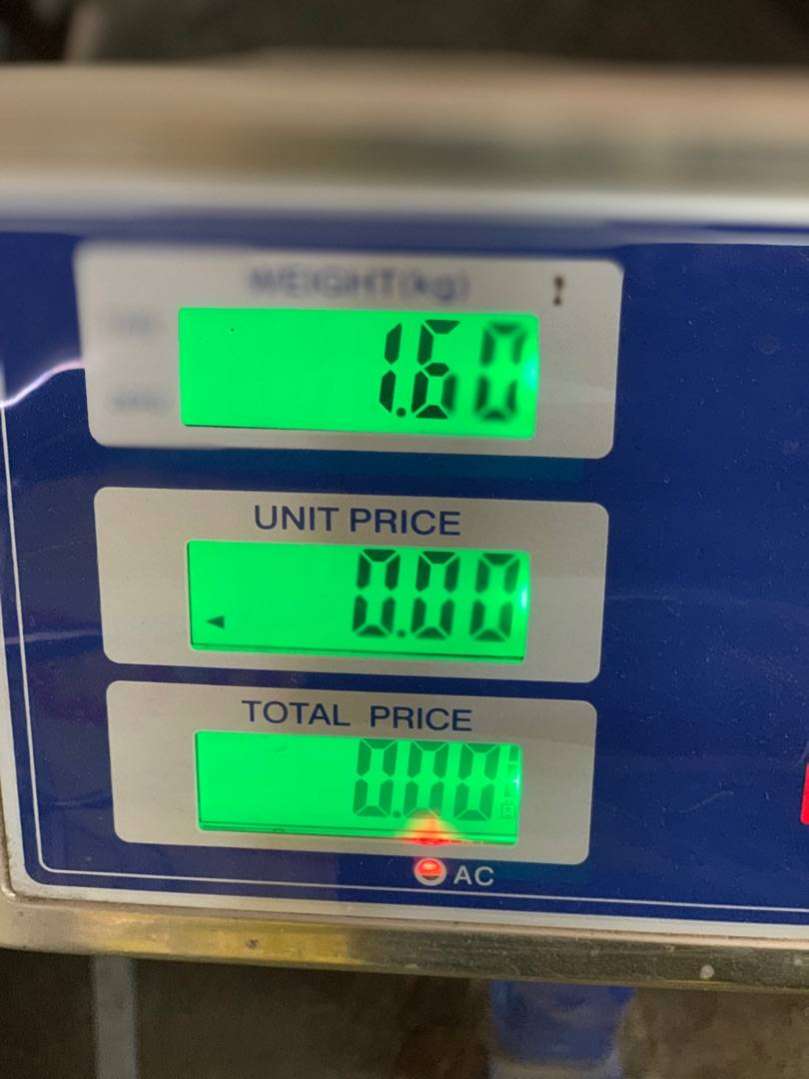 WEIGHT(kg)
1.60
UNIT PRICE
0.00
TOTAL PRICE
0.00
AC